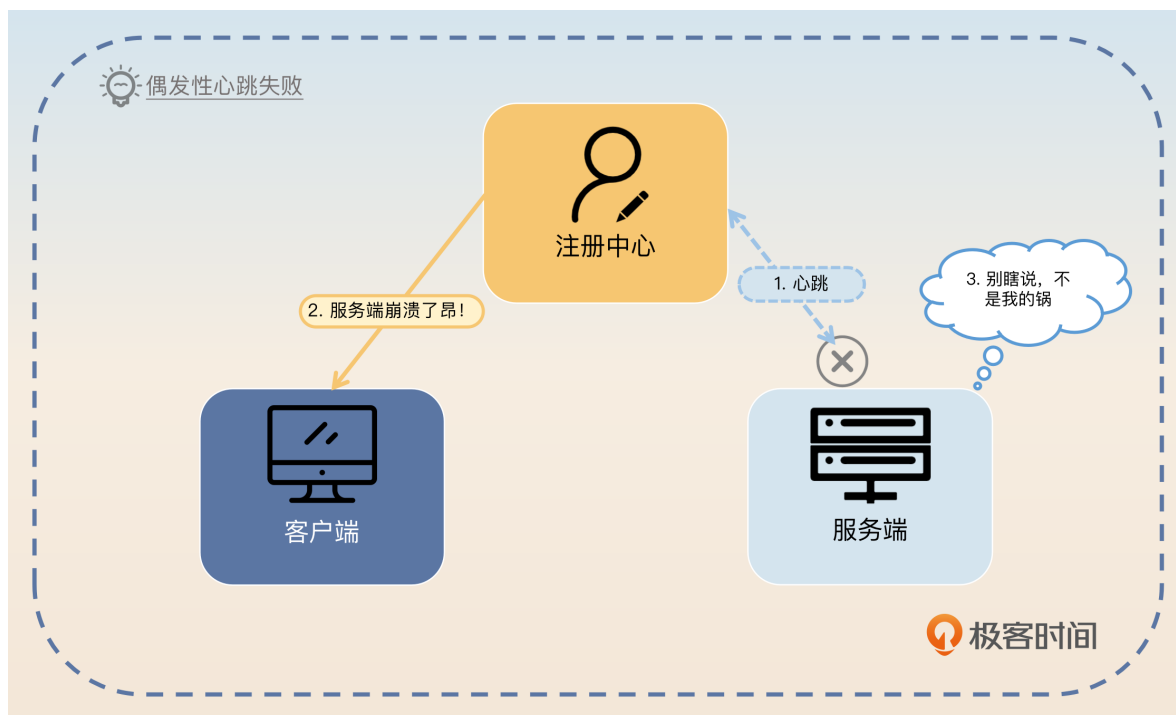 偶发性心跳失败
注册中心
1. 心跳
3. 别瞎说，不
是我的锅
2. 服务端崩溃了昂！
客户端
服务端
极客时间